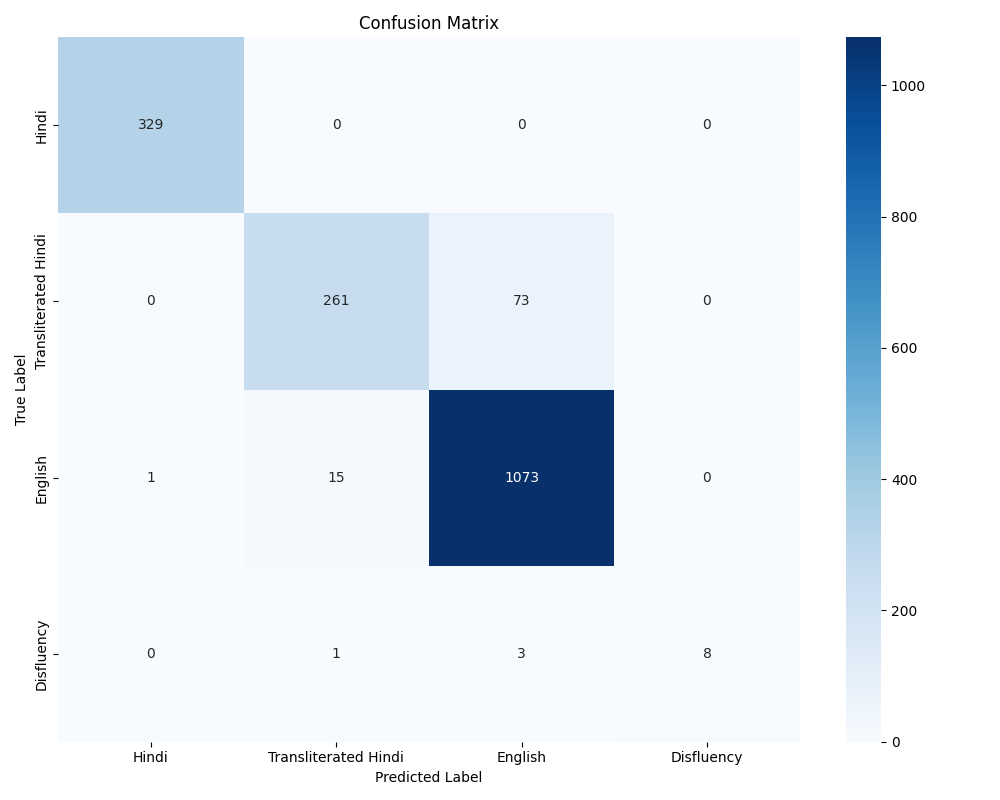 Confusion Matrix
True Label
Hindi
329 0 0 0
Transliterated Hindi
0 261 73 0
English
1 15 1073 0
Disfluency
0 1 3 8
Hindi Transliterated Hindi English Disfluency
Predicted Label
1000
800
600
400
200
0